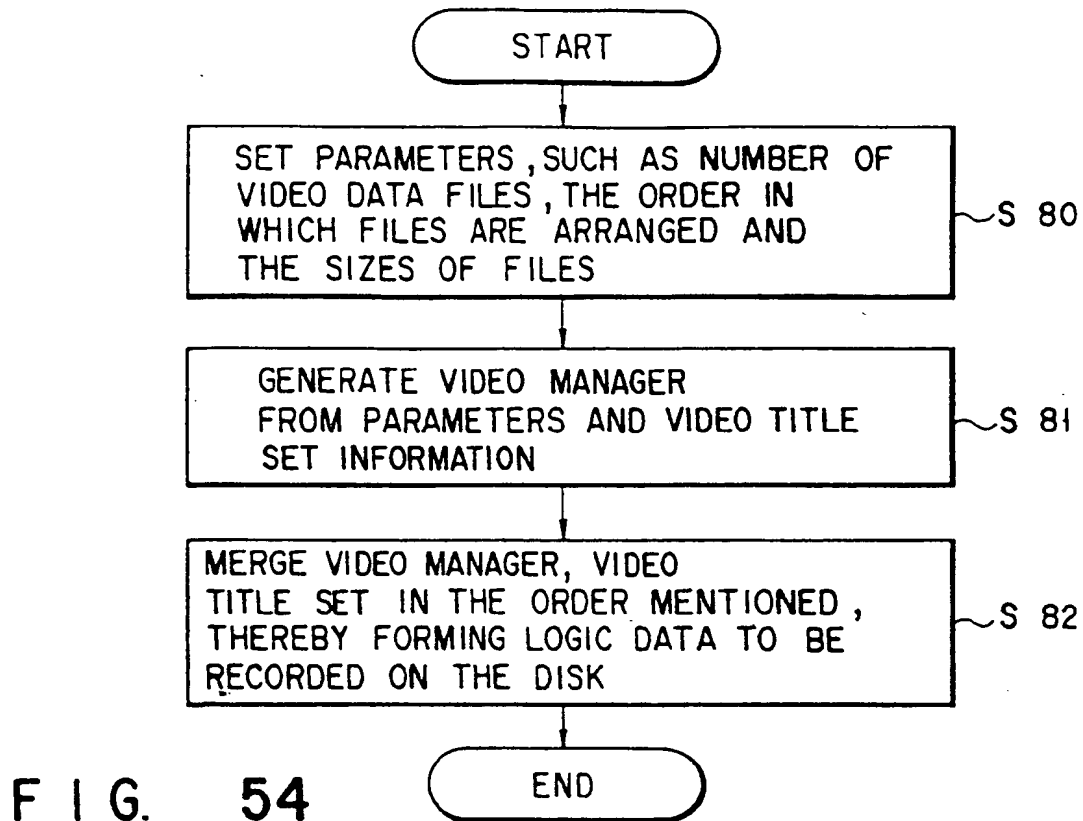 START
SET PARAMETERS, SUCH AS NUMBER OF
VIDEO DATA FILES, THE ORDER IN
WHICH FILES ARE ARRANGED AND
THE SIZES OF FILES
S 80
GENERATE VIDEO MANAGER
FROM PARAMETERS AND VIDEO TITLE
SET INFORMATION
S 81
MERGE VIDEO MANAGER, VIDEO
TITLE SET IN THE ORDER MENTIONED,
THEREBY FORMING LOGIC DATA TO BE
RECORDED ON THE DISK
S 82
END
FIG. 54